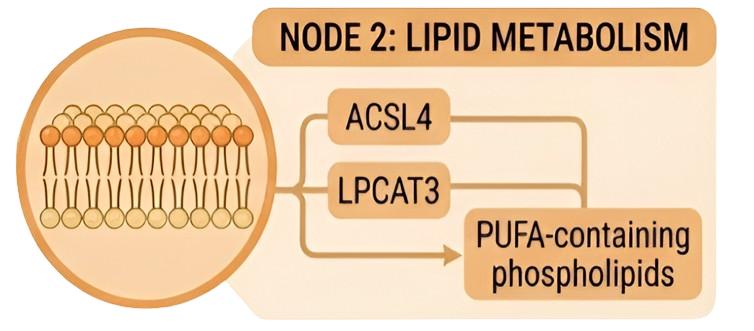 NODE 2: LIPID METABOLISM
ACSL4
LPCAT3
PUFA-containing
phospholipids